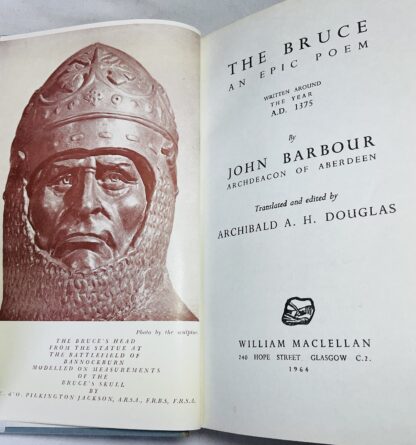 Photo by the sculptor
THE BRUCE'S HEAD
FROM THE STATUE AT
THE BATTLEFIELD OF
BANNOCKBURN
MODELLED ON MEASUREMENTS
OF THE
BRUCE'S SKULL
BY
C. d'O. PILKINGTON JACKSON, A.R.S.A., F.R.B.S., F.R.S.A.
THE BRUCE
AN EPIC POEM
WRITTEN AROUND
THE YEAR
A.D. 1375
By
JOHN BARBOUR
ARCHDEACON OF ABERDEEN
Translated and edited by
ARCHIBALD A. H. DOUGLAS
WILLIAM MACLELLAN
240 HOPE STREET GLASGOW C.2.
1964